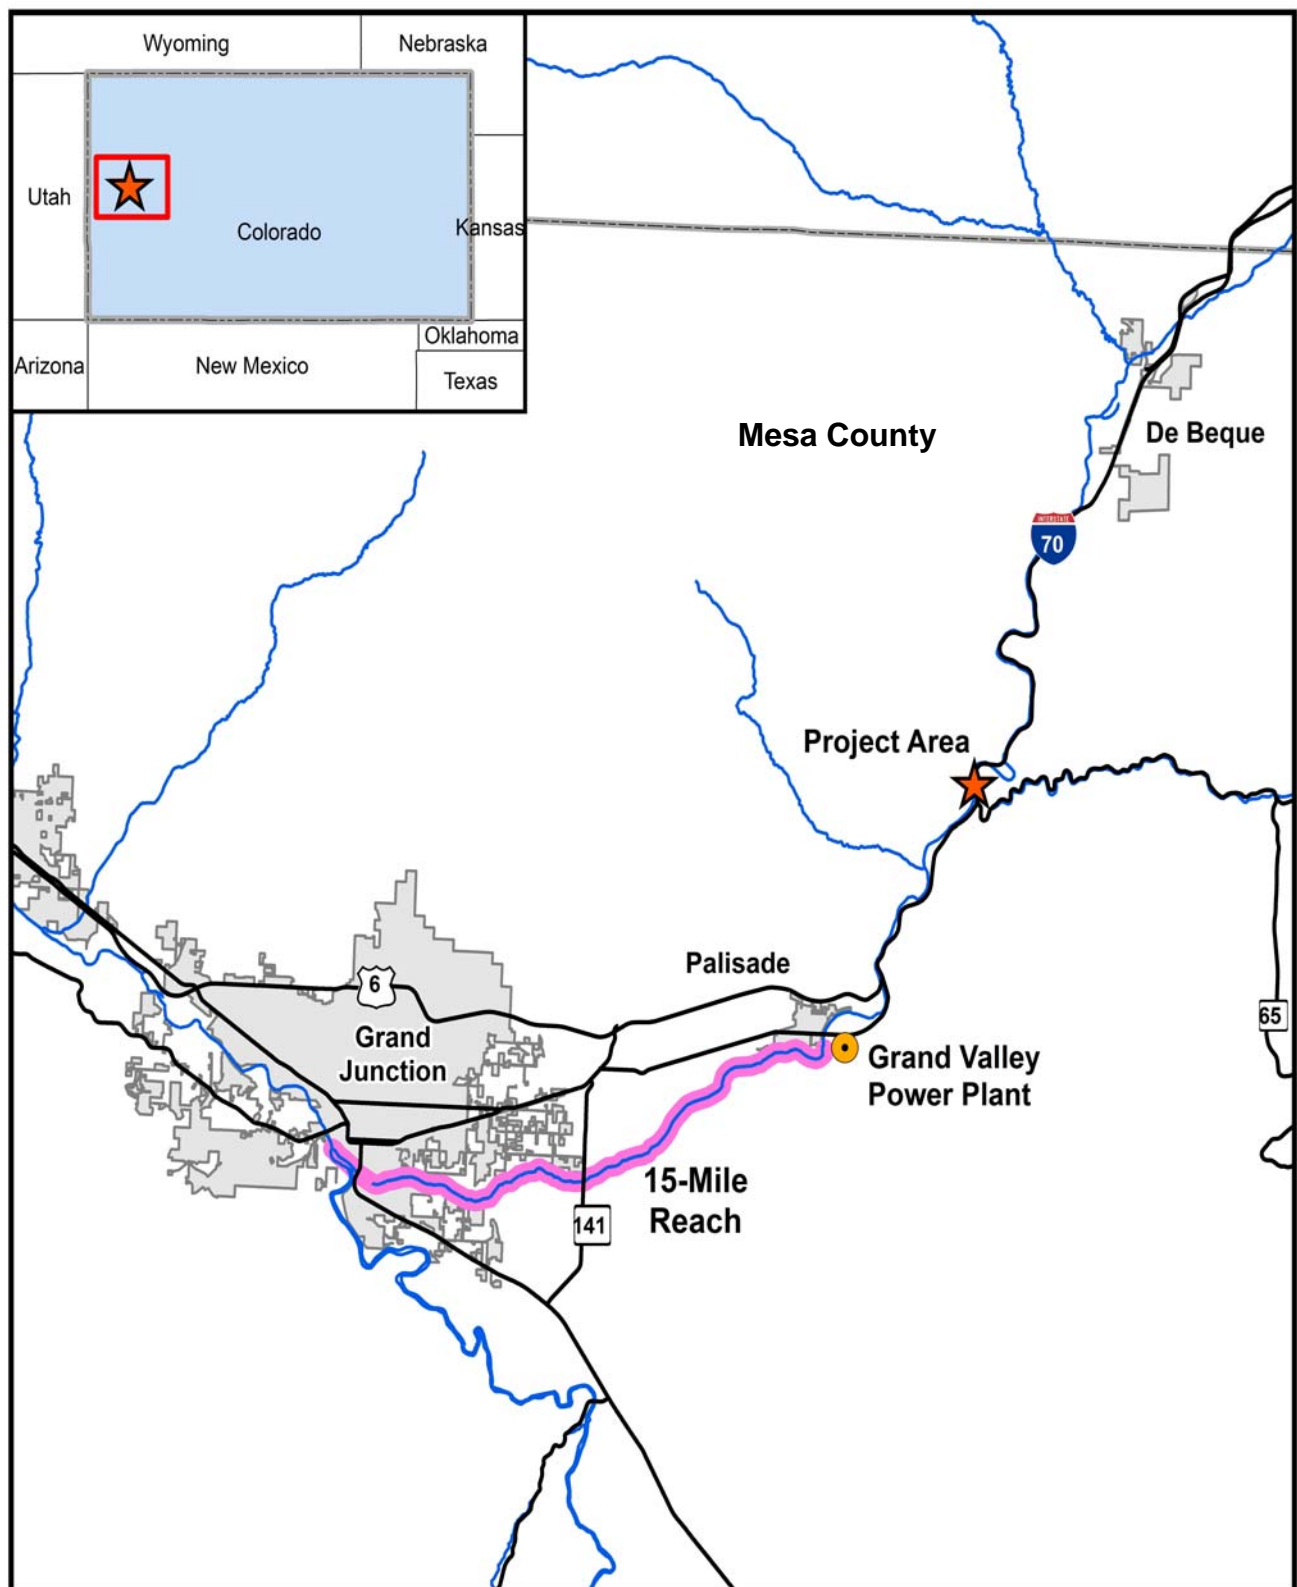 Wyoming
Nebraska
Utah
Colorado
Kansas
Oklahoma
Arizona
New Mexico
Texas
Mesa County
De Beque
INTERSTATE
70
Project Area
Palisade
6
Grand
Junction
65
Grand Valley
Power Plant
15-Mile
Reach
141